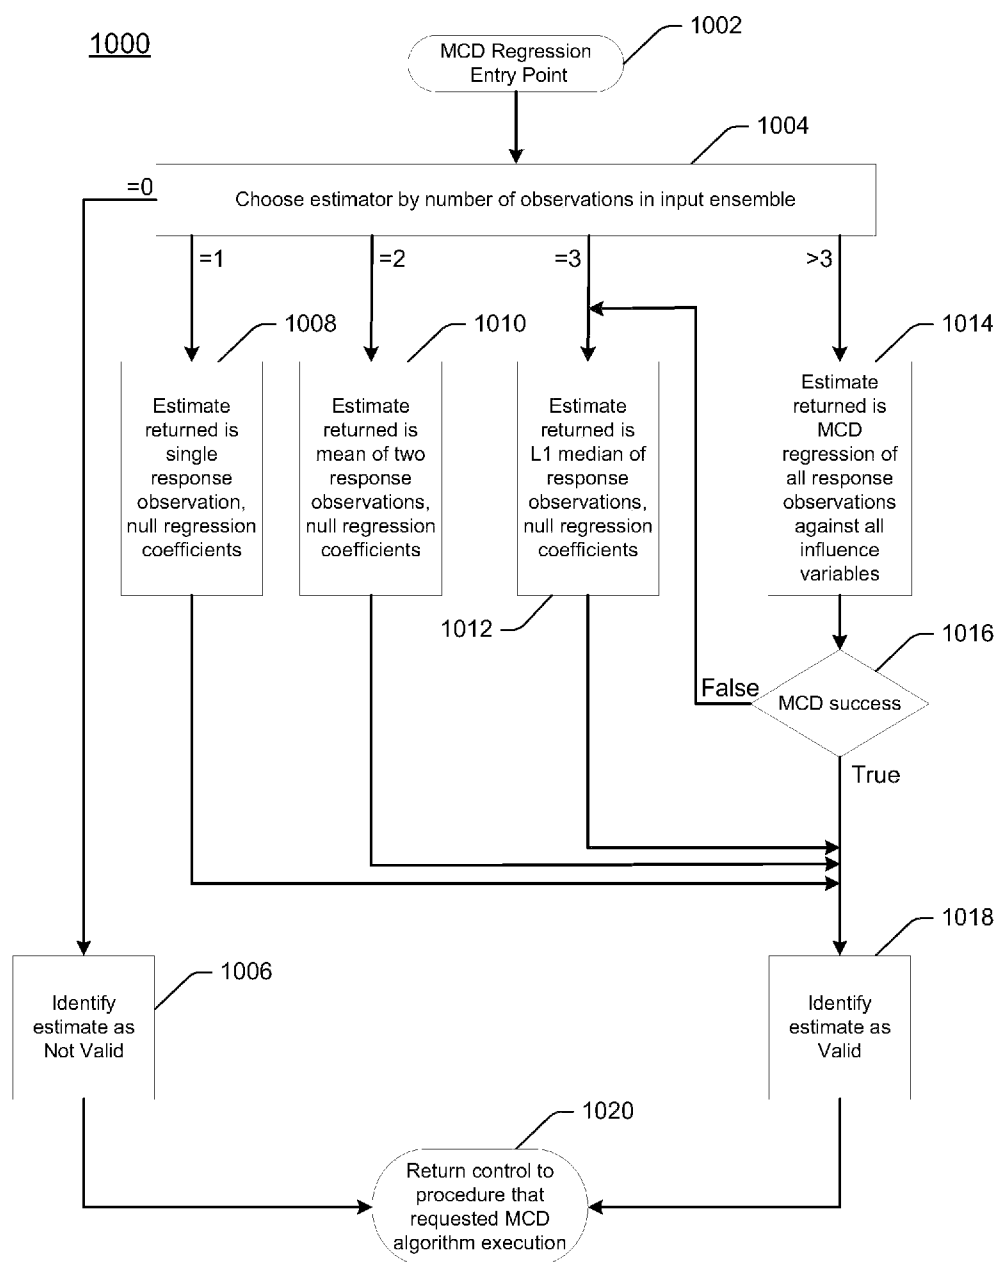 1000
1002
MCD Regression
Entry Point
1004
=0
Choose estimator by number of observations in input ensemble
=1
=2
=3
>3
1008
1010
1014
Estimate
returned is
single
response
observation,
null regression
coefficients
Estimate
returned is
mean of two
response
observations,
null regression
coefficients
Estimate
returned is
L1 median of
response
observations,
null regression
coefficients
Estimate
returned is
MCD
regression of
all response
observations
against all
influence
variables
1012
1016
False
MCD success
True
1018
1006
Identify
estimate as
Not Valid
Identify
estimate as
Valid
1020
Return control to
procedure that
requested MCD
algorithm execution